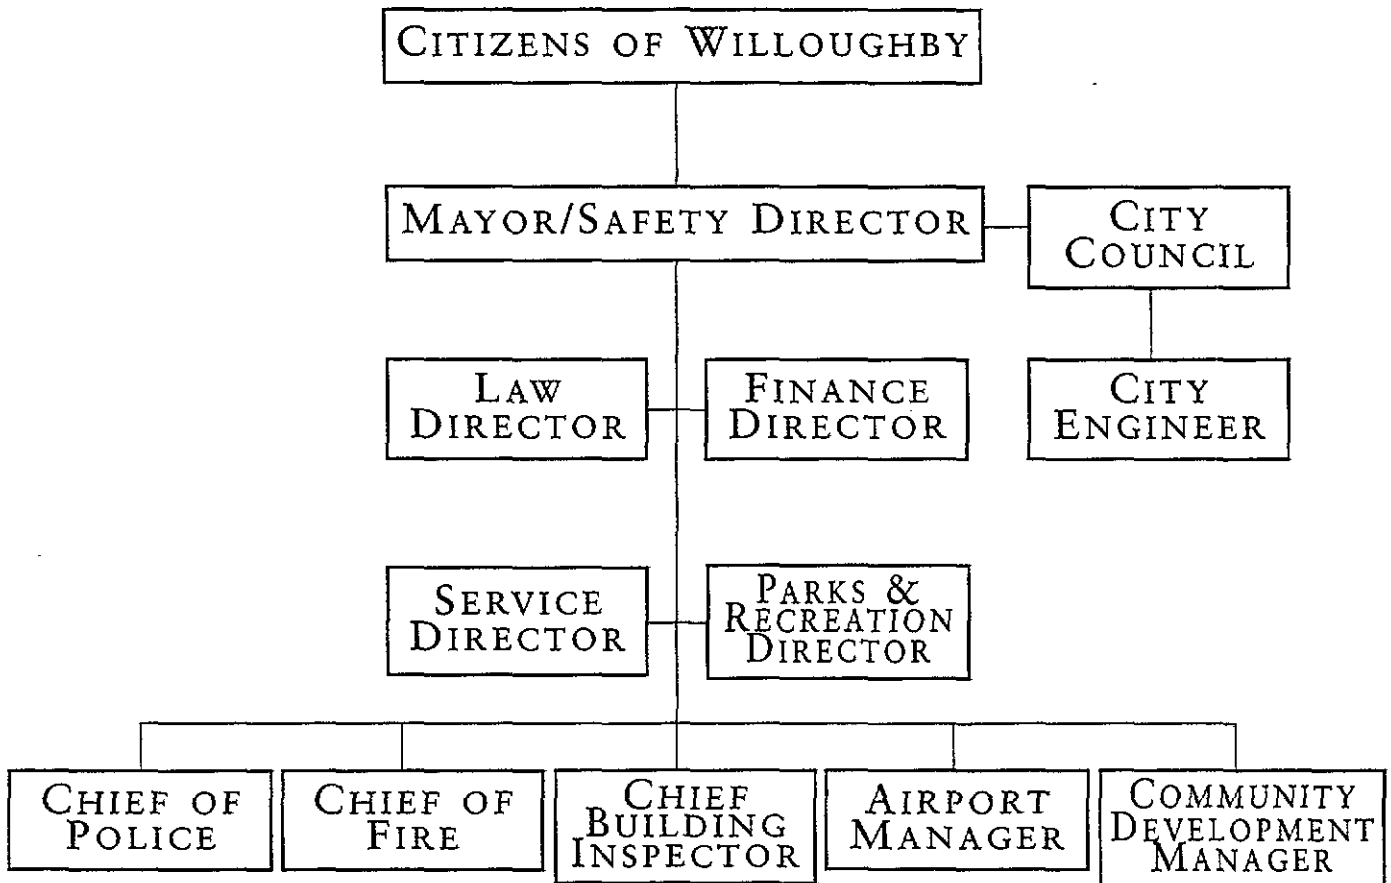 CITIZENS OF WILLOUGHBY
MAYOR/SAFETY DIRECTOR
CITY
COUNCIL
LAW
DIRECTOR
FINANCE
DIRECTOR
CITY
ENGINEER
SERVICE
DIRECTOR
PARKS &
RECREATION
DIRECTOR
CHIEF OF
POLICE
CHIEF OF
FIRE
CHIEF
BUILDING
INSPECTOR
AIRPORT
MANAGER
COMMUNITY
DEVELOPMENT
MANAGER